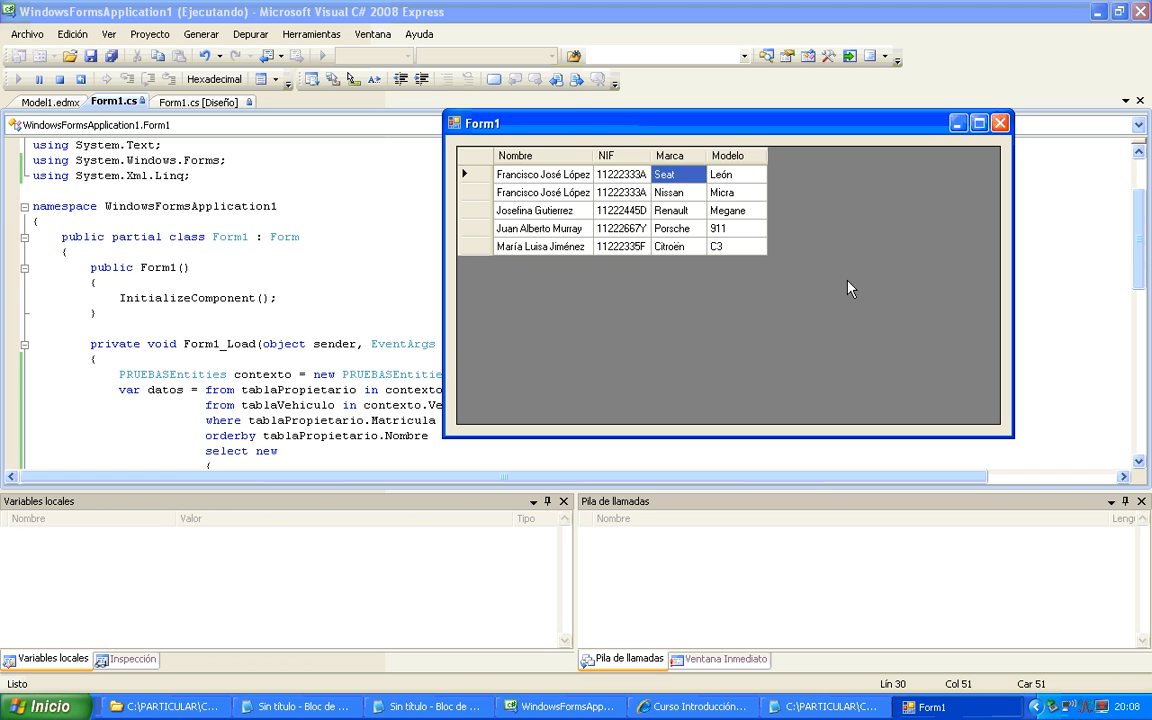 WindowsFormsApplication1 (Ejecutando) - Microsoft Visual C# 2008 Express
Archivo Edición Ver Proyecto Generar Depurar Herramientas Ventana Ayuda
Hexadecimal
Model1.edmx Form1.cs Form1.cs [Diseño]
WindowsFormsApplication1.Form1
using System.Text;
using System.Windows.Forms;
using System.Xml.Linq;
namespace WindowsFormsApplication1
{
public partial class Form1 : Form
{
public Form1()
{
InitializeComponent();
}
private void Form1_Load(object sender, EventArgs
{
PRUEBASEntities contexto = new PRUEBASEntitie
var datos = from tablaPropietario in contexto
from tablaVehiculo in contexto.Ve
where tablaPropietario.Matricula
orderby tablaPropietario.Nombre
select new
{
Form1
Nombre NIF Marca Modelo
Francisco José López 11222333A Seat León
Francisco José López 11222333A Nissan Micra
Josefina Gutierrez 11222445D Renault Megane
Juan Alberto Murray 11222667Y Porsche 911
María Luisa Jiménez 11222335F Citroën C3
Variables locales
Nombre Valor Tipo
Pila de llamadas
Nombre Lengu
Variables locales Inspección
Pila de llamadas Ventana Inmediato
Listo Lín 30 Col 51 Car 51
Inicio C:\PARTICULAR\C... Sin título - Bloc de ... Sin título - Bloc de ... WindowsFormsAp... Curso Introducción... C:\PARTICULAR\C... Form1 20:08